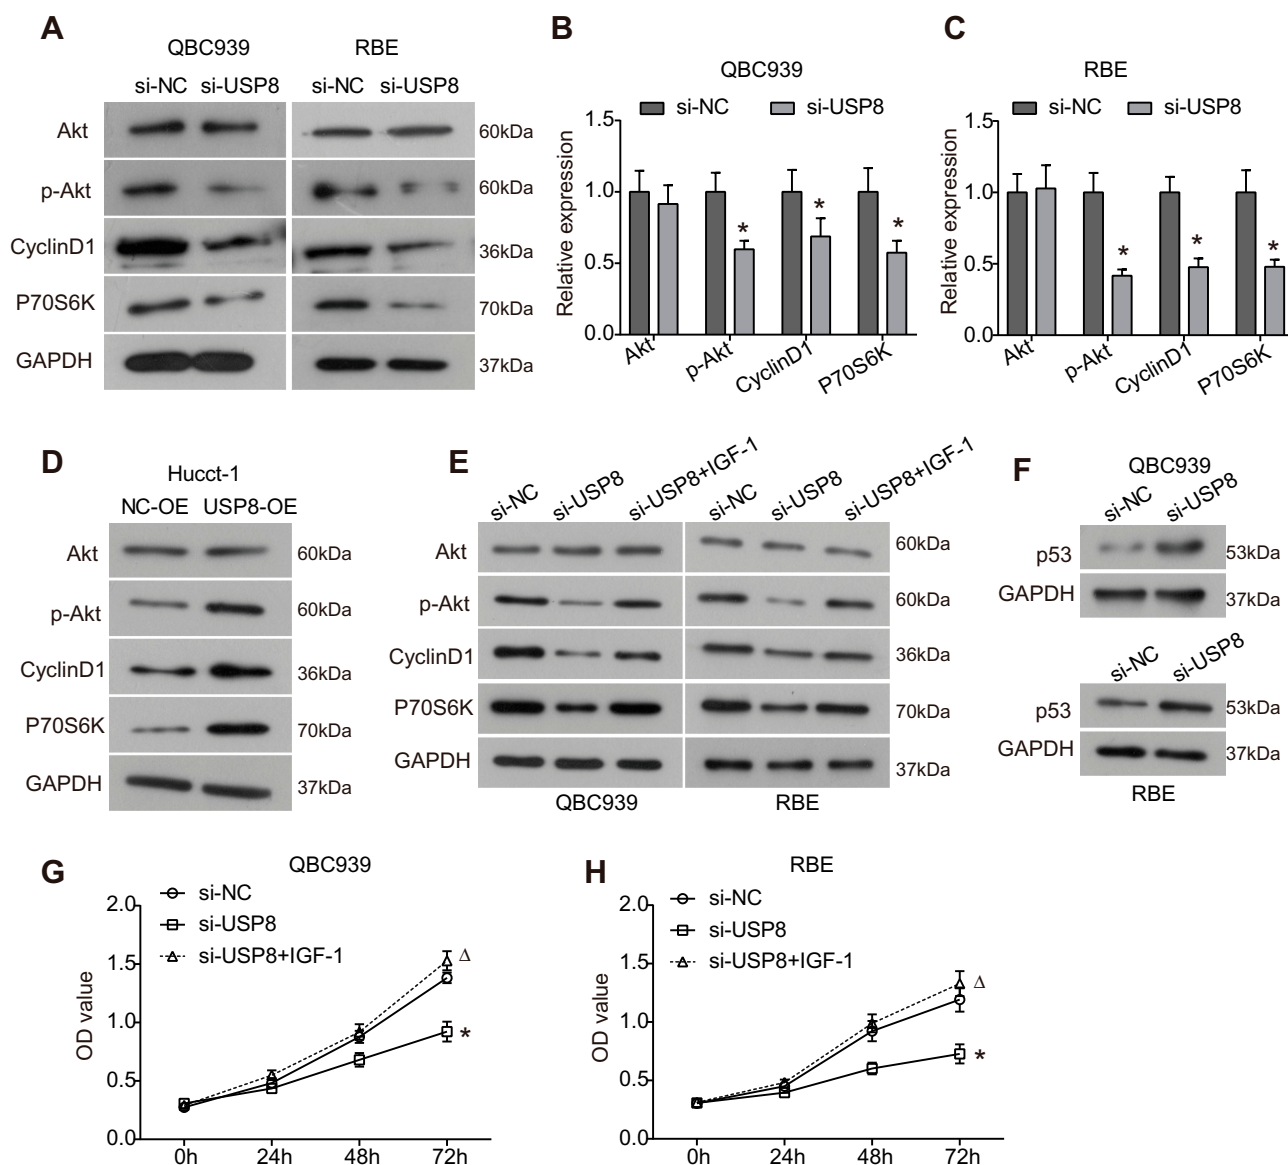 A
QBC939 RBE
si-NC si-USP8 si-NC si-USP8
Akt 60kDa
p-Akt 60kDa
CyclinD1 36kDa
P70S6K 70kDa
GAPDH 37kDa
B
QBC939
si-NC si-USP8
Relative expression
1.5
1.0
0.5
0.0
* * *
Akt p-Akt CyclinD1 P70S6K
C
RBE
si-NC si-USP8
Relative expression
1.5
1.0
0.5
0.0
* * *
Akt p-Akt CyclinD1 P70S6K
D
Hucct-1
NC-OE USP8-OE
Akt 60kDa
p-Akt 60kDa
CyclinD1 36kDa
P70S6K 70kDa
GAPDH 37kDa
E
si-NC si-USP8 si-USP8+IGF-1 si-NC si-USP8 si-USP8+IGF-1
Akt 60kDa
p-Akt 60kDa
CyclinD1 36kDa
P70S6K 70kDa
GAPDH 37kDa
QBC939 RBE
F
QBC939
si-NC si-USP8
p53 53kDa
GAPDH 37kDa
si-NC si-USP8
p53 53kDa
GAPDH 37kDa
RBE
G
QBC939
si-NC
si-USP8
si-USP8+IGF-1
OD value
2.0
1.5
1.0
0.5
0.0
Δ
*
0h 24h 48h 72h
H
RBE
si-NC
si-USP8
si-USP8+IGF-1
OD value
2.0
1.5
1.0
0.5
0.0
Δ
*
0h 24h 48h 72h